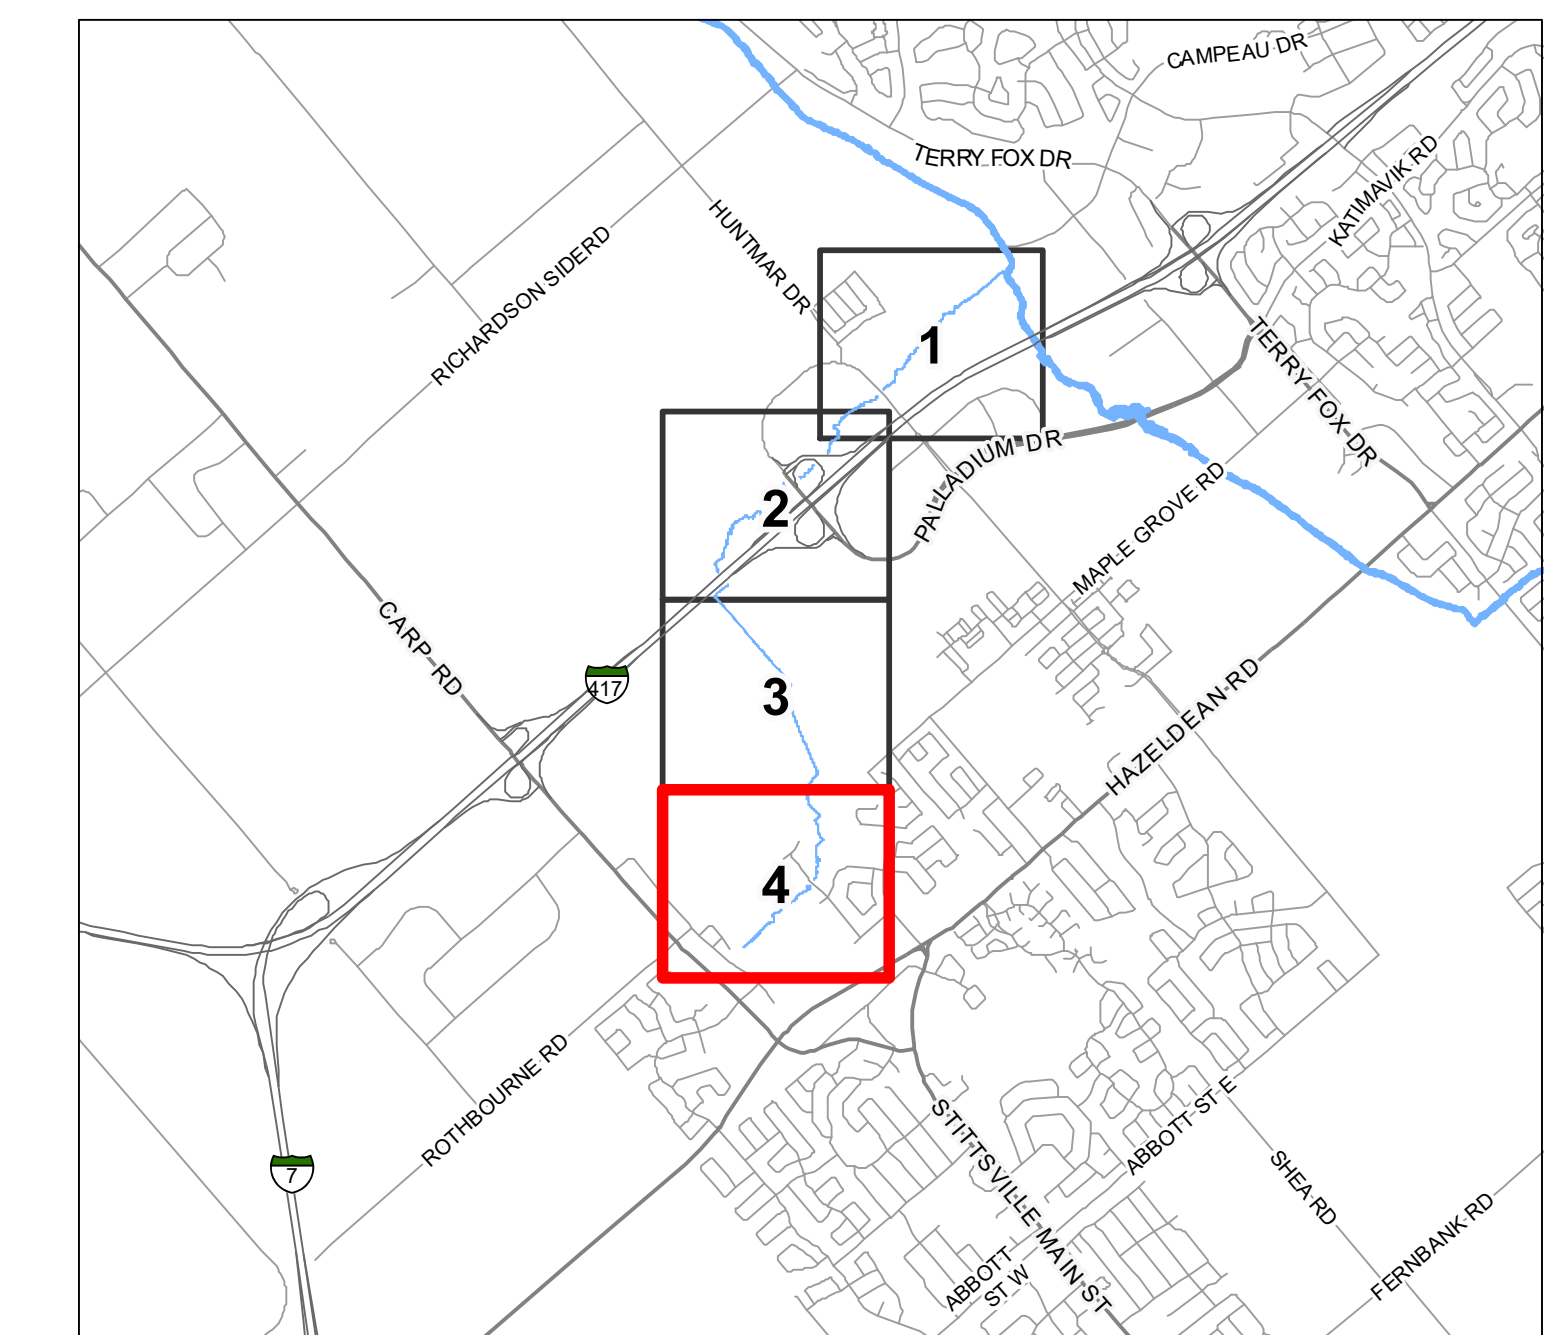 CAMPEAU DR
TERRY FOX DR
KATIMAVIK RD
HUNTMAR DR
RICHARDSON SIDERD
1
TERRY FOX DR
PALLADIUM DR
MAPLE GROVE RD
2
CARP RD
417
3
HAZELDEAN RD
4
ROTHBOURNE RD
7
STITTSVILLE MAIN ST
ABBOTT ST E
SHEA RD
FERNBANK RD
ABBOTT
ST W